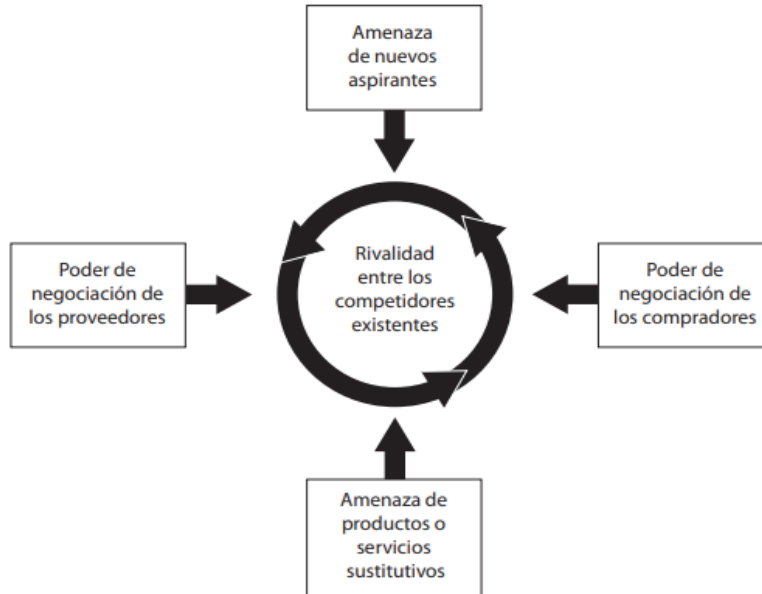 Amenaza
de nuevos
aspirantes
Poder de
negociación de
los proveedores
Rivalidad
entre los
competidores
existentes
Poder de
negociación de
los compradores
Amenaza de
productos o
servicios
sustitutivos